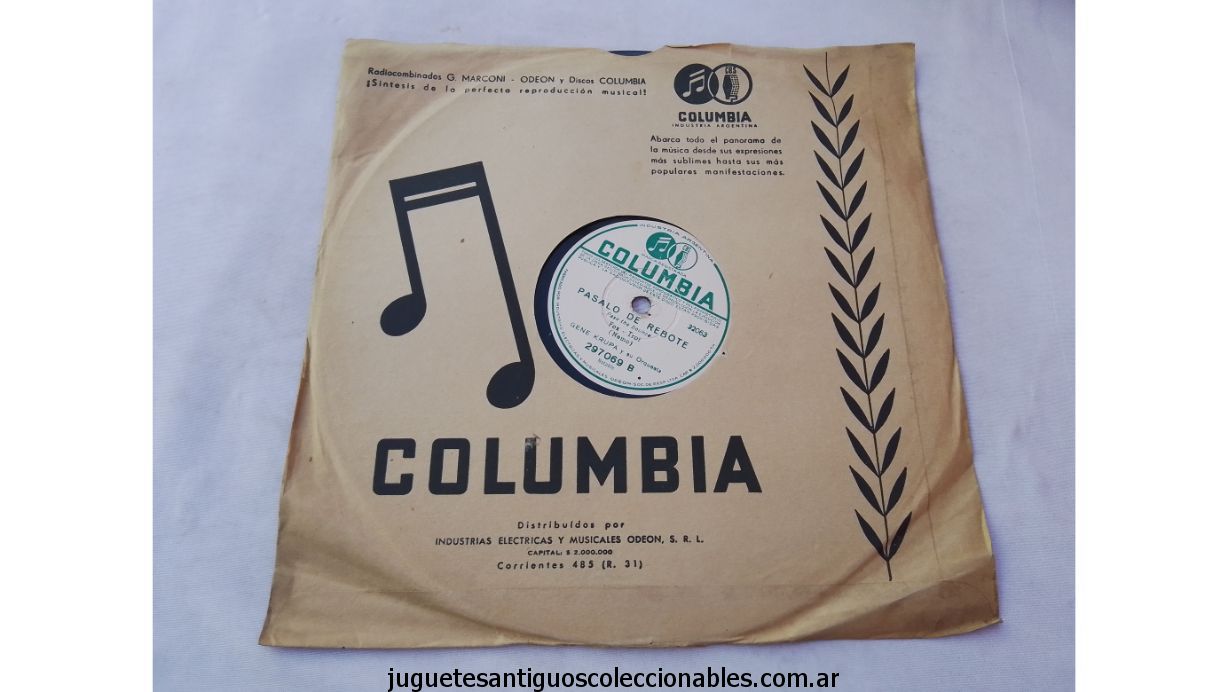 Radiocombinados G. MARCONI - ODEON y Discos COLUMBIA
¡Síntesis de la perfecta reproducción musical!
CBS
COLUMBIA
INDUSTRIA ARGENTINA
Abarca todo el panorama de
la música desde sus expresiones
más sublimes hasta sus más
populares manifestaciones.
INDUSTRIA ARGENTINA
CBS
COLUMBIA
PASALO DE REBOTE
32063
Fox - Trot
GENE KRUPA y su Orquesta
297069 B
COLUMBIA
Distribuídos por
INDUSTRIAS ELECTRICAS Y MUSICALES ODEON, S. R. L.
CAPITAL: $ 2.000.000
Corrientes 485 (R. 31)
juguetesantiguoscoleccionables.com.ar